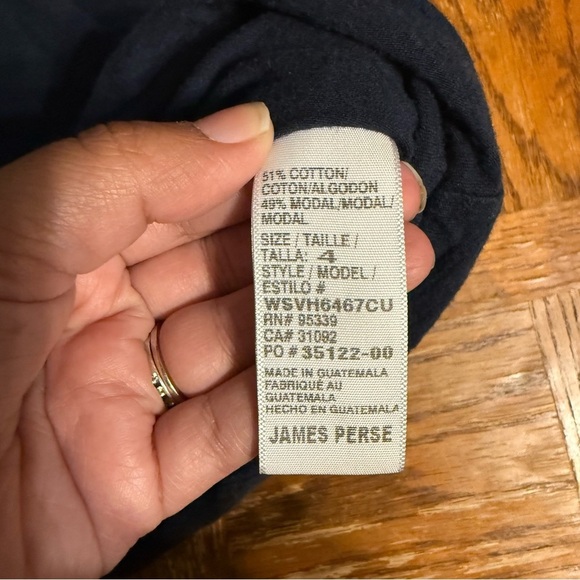 51% COTTON/
COTON/ALGODON
49% MODAL/MODAL/
MODAL
SIZE / TAILLE /
TALLA: 4
STYLE / MODEL /
ESTILO #
WSVH6467CU
RN# 95339
CA# 31092
PO # 35122-00
MADE IN GUATEMALA
FABRIQUÉ AU
GUATEMALA
HECHO EN GUATEMALA
JAMES PERSE